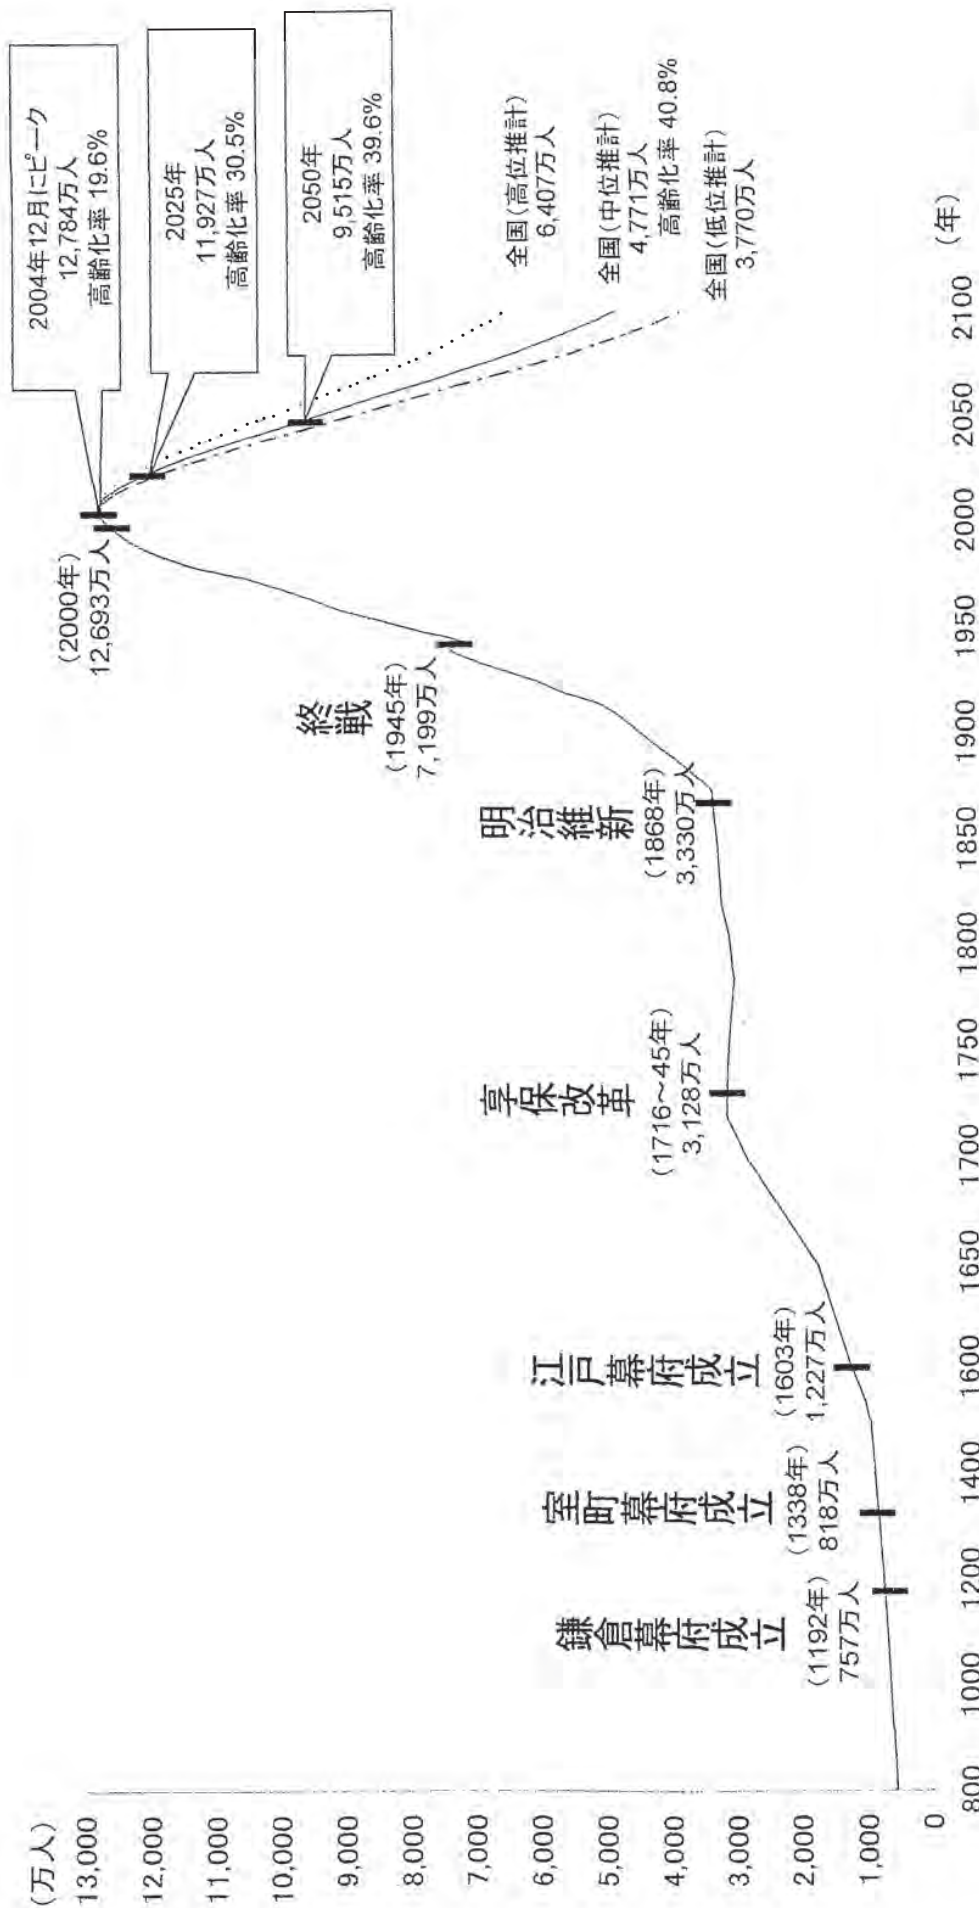 (万人)
13,000
12,000
11,000
10,000
9,000
8,000
7,000
6,000
5,000
4,000
3,000
2,000
1,000
0
800
1000
1200
1400
1600
1650
1700
1750
1800
1850
1900
1950
2000
2050
2100
(年)
鎌倉幕府成立
(1192年)
757万人
室町幕府成立
(1338年)
818万人
江戸幕府成立
(1603年)
1,227万人
享保改革
(1716～45年)
3,128万人
明治維新
(1868年)
3,330万人
終戦
(1945年)
7,199万人
(2000年)
12,693万人
2004年12月にピーク
12,784万人
高齢化率 19.6%
2025年
11,927万人
高齢化率 30.5%
2050年
9,515万人
高齢化率 39.6%
全国(高位推計)
6,407万人
全国(中位推計)
4,771万人
高齢化率 40.8%
全国(低位推計)
3,770万人